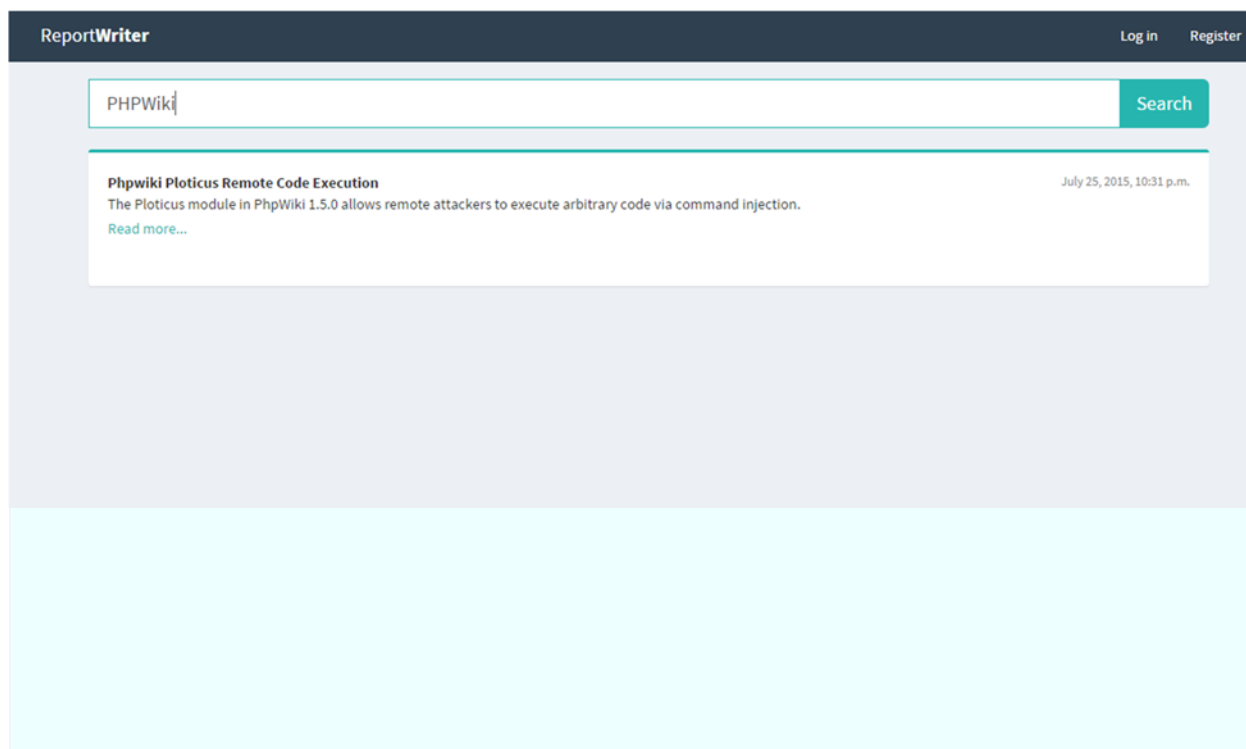 ReportWriter
Log in Register
PHPWiki
Search
Phpwiki Ploticus Remote Code Execution
July 25, 2015, 10:31 p.m.
The Ploticus module in PhpWiki 1.5.0 allows remote attackers to execute arbitrary code via command injection.
Read more...